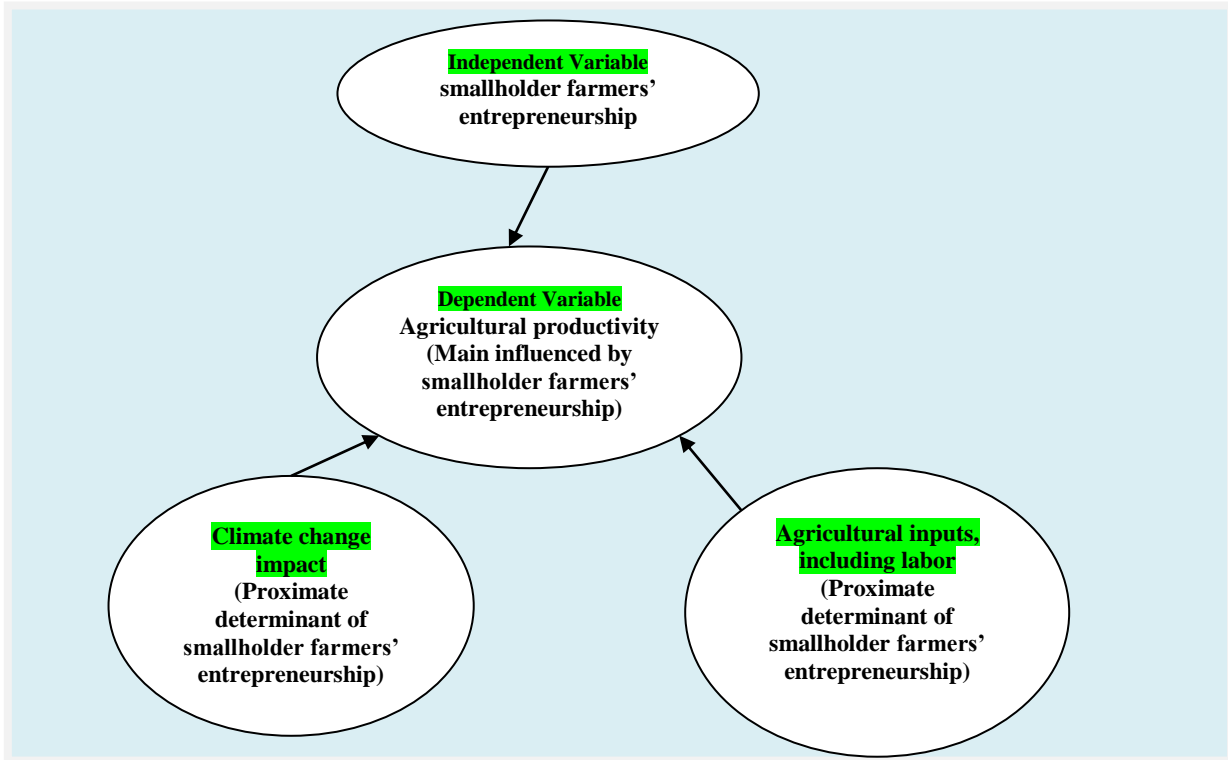 Independent Variable
smallholder farmers’
entrepreneurship
Dependent Variable
Agricultural productivity
(Main influenced by
smallholder farmers’
entrepreneurship)
Climate change
impact
(Proximate
determinant of
smallholder farmers’
entrepreneurship)
Agricultural inputs,
including labor
(Proximate
determinant of
smallholder farmers’
entrepreneurship)